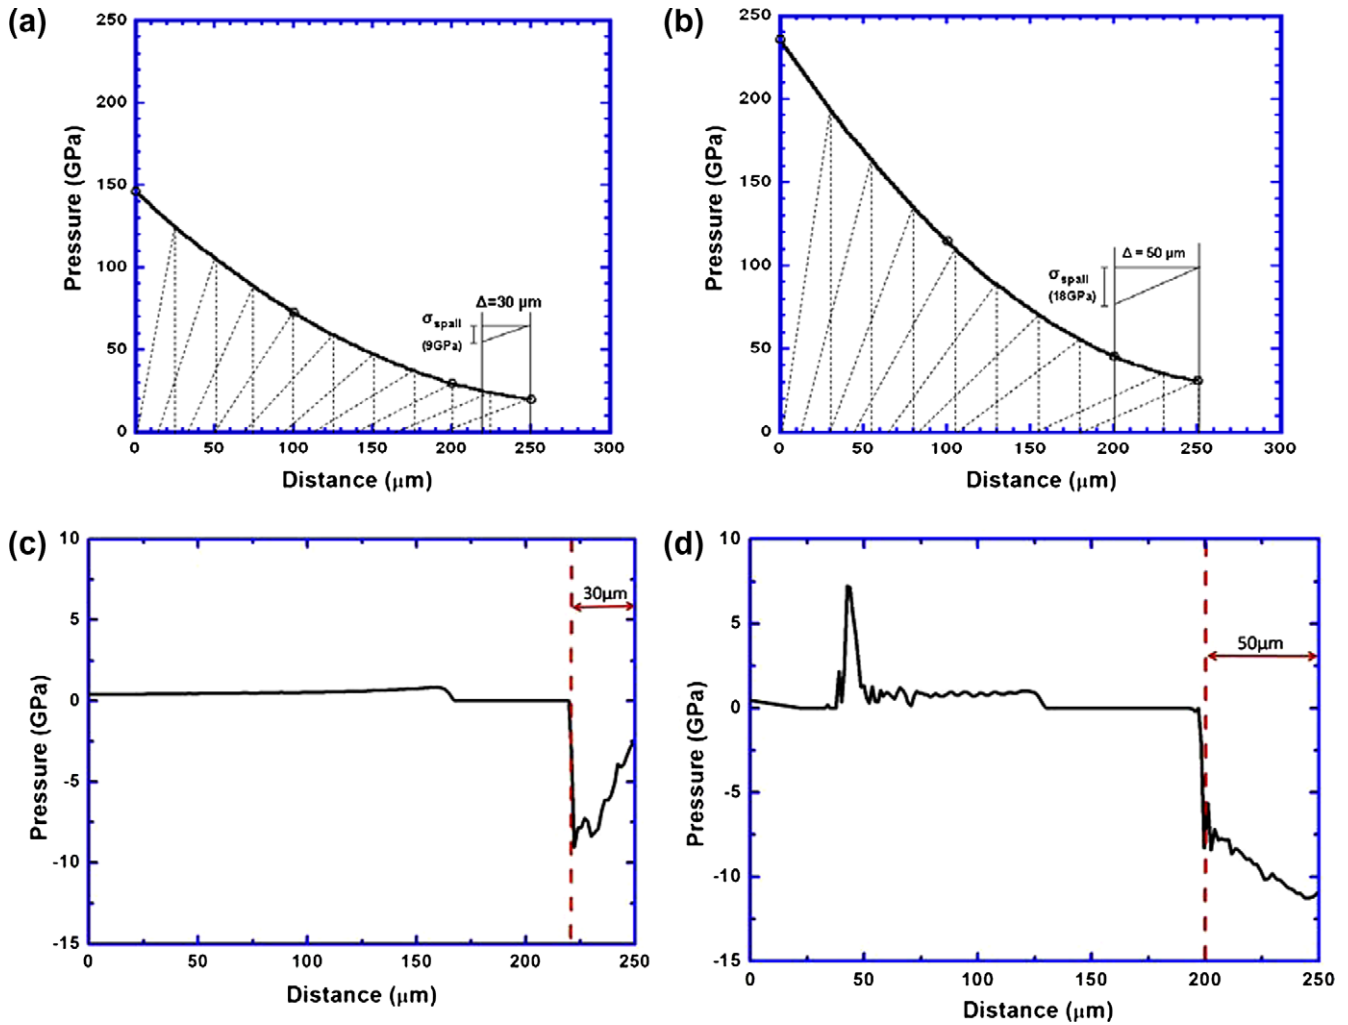 (a)
250
200
150
100
50
0
Pressure (GPa)
Δ=30 μm
σspall
(9GPa)
0 50 100 150 200 250 300
Distance (μm)
(b)
250
200
150
100
50
0
Pressure (GPa)
Δ = 50 μm
σspall
(18GPa)
0 50 100 150 200 250 300
Distance (μm)
(c)
10
5
0
-5
-10
-15
Pressure (GPa)
30μm
0 50 100 150 200 250
Distance (μm)
(d)
10
5
0
-5
-10
-15
Pressure (GPa)
50μm
0 50 100 150 200 250
Distance (μm)